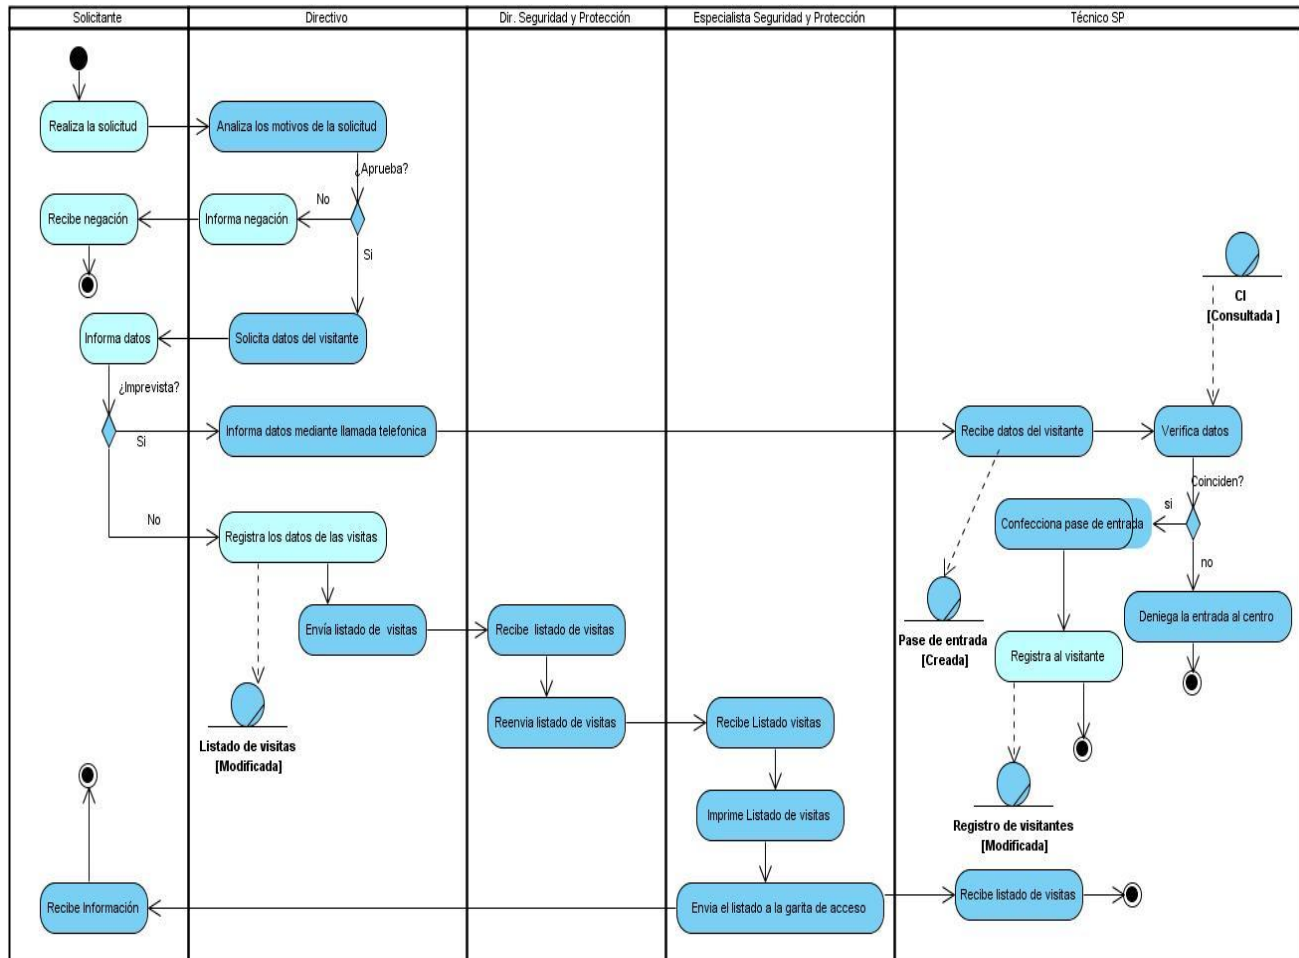 Solicitante
Directivo
Dir. Seguridad y Protección
Especialista Seguridad y Protección
Técnico SP
Realiza la solicitud
Analiza los motivos de la solicitud
¿Aprueba?
No
Recibe negación
Informa negación
Si
CI
[Consultada ]
Informa datos
Solicita datos del visitante
¿Imprevista?
Si
Informa datos mediante llamada telefonica
Recibe datos del visitante
Verifica datos
Coinciden?
si
No
Registra los datos de las visitas
Confecciona pase de entrada
no
Envía listado de visitas
Recibe listado de visitas
Pase de entrada
[Creada]
Deniega la entrada al centro
Registra al visitante
Listado de visitas
[Modificada]
Reenvia listado de visitas
Recibe Listado visitas
Imprime Listado de visitas
Registro de visitantes
[Modificada]
Recibe Información
Envia el listado a la garita de acceso
Recibe listado de visitas